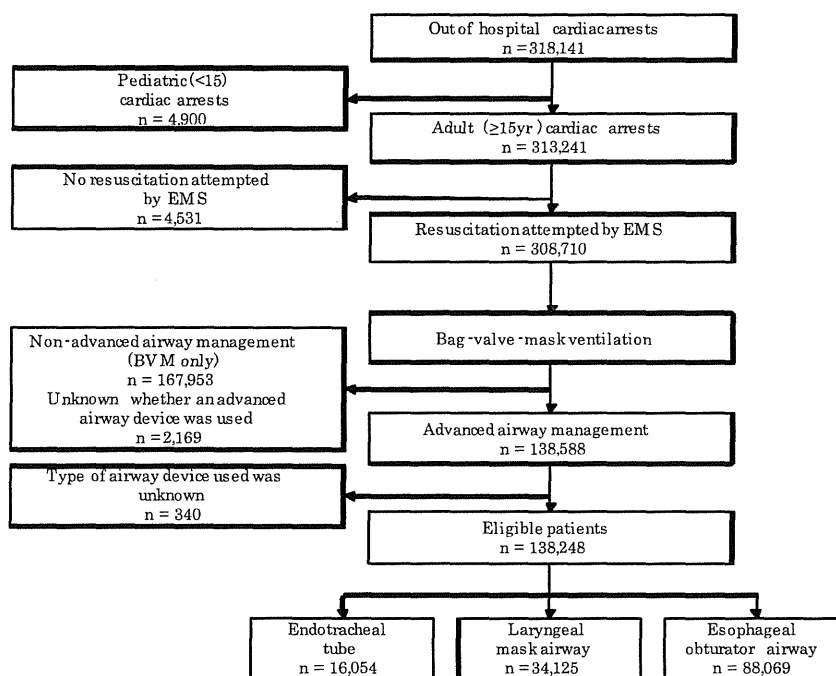 Out of hospital cardiac arrests
n = 318,141
Pediatric (<15)
cardiac arrests
n = 4,900
Adult (≥15yr) cardiac arrests
n = 313,241
No resuscitation attempted
by EMS
n = 4,531
Resuscitation attempted by EMS
n = 308,710
Bag-valve-mask ventilation
Non-advanced airway management
(BVM only)
n = 167,953
Unknown whether an advanced
airway device was used
n = 2,169
Advanced airway management
n = 138,588
Type of airway device used was
unknown
n = 340
Eligible patients
n = 138,248
Endotracheal
tube
n = 16,054
Laryngeal
mask airway
n = 34,125
Esophageal
obturator airway
n = 88,069